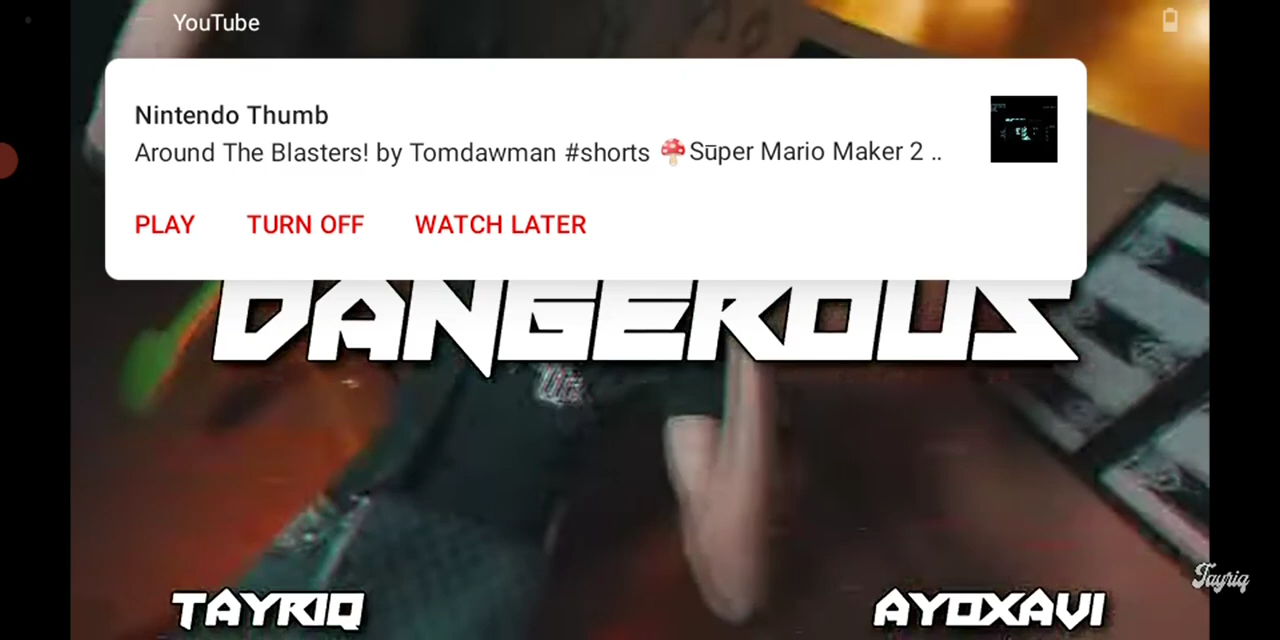 YouTube
Nintendo Thumb
Around The Blasters! by Tomdawman #shorts 🍄Sūper Mario Maker 2 ..
PLAY TURN OFF WATCH LATER
DANGEROUS
TAYRIQ AYOXAVI
Tayriq